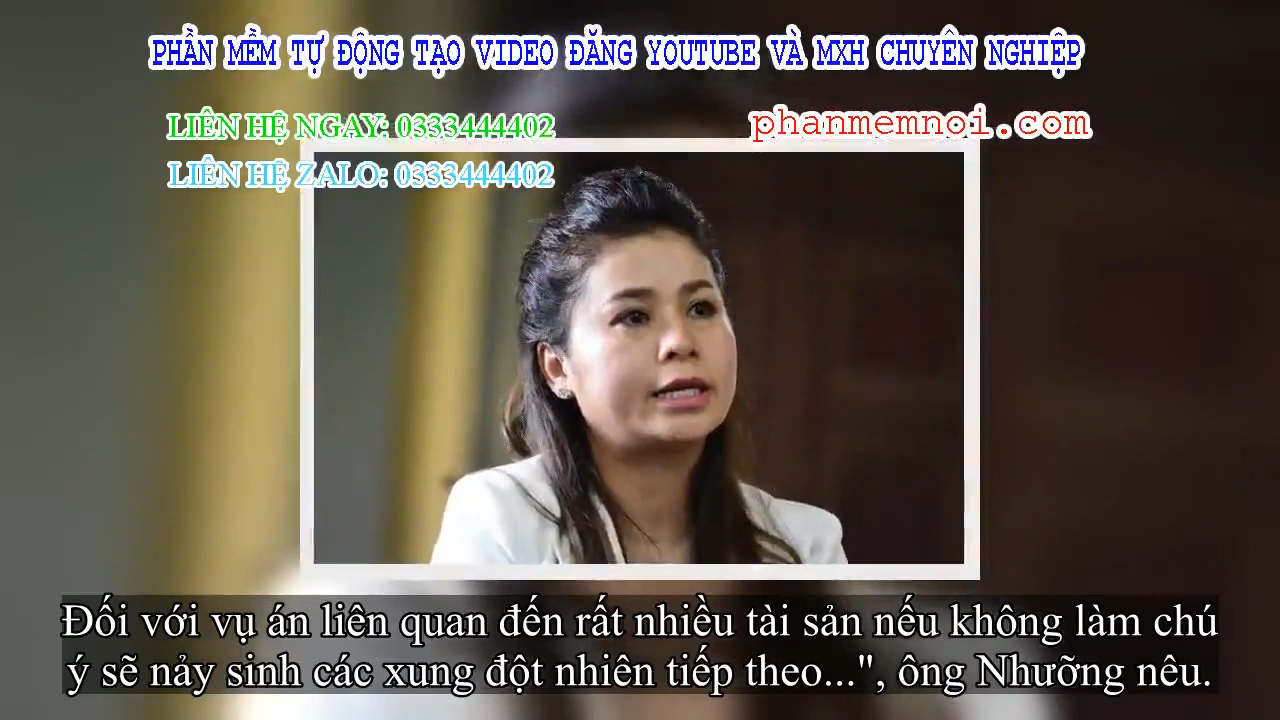 PHẦN MỀM TỰ ĐỘNG TẠO VIDEO ĐĂNG YOUTUBE VÀ MXH CHUYÊN NGHIỆP
LIÊN HỆ NGAY: 0333444402
phanmemnoi.com
LIÊN HỆ ZALO: 0333444402
Đối với vụ án liên quan đến rất nhiều tài sản nếu không làm chú
ý sẽ nảy sinh các xung đột nhiên tiếp theo...", ông Nhưỡng nêu.